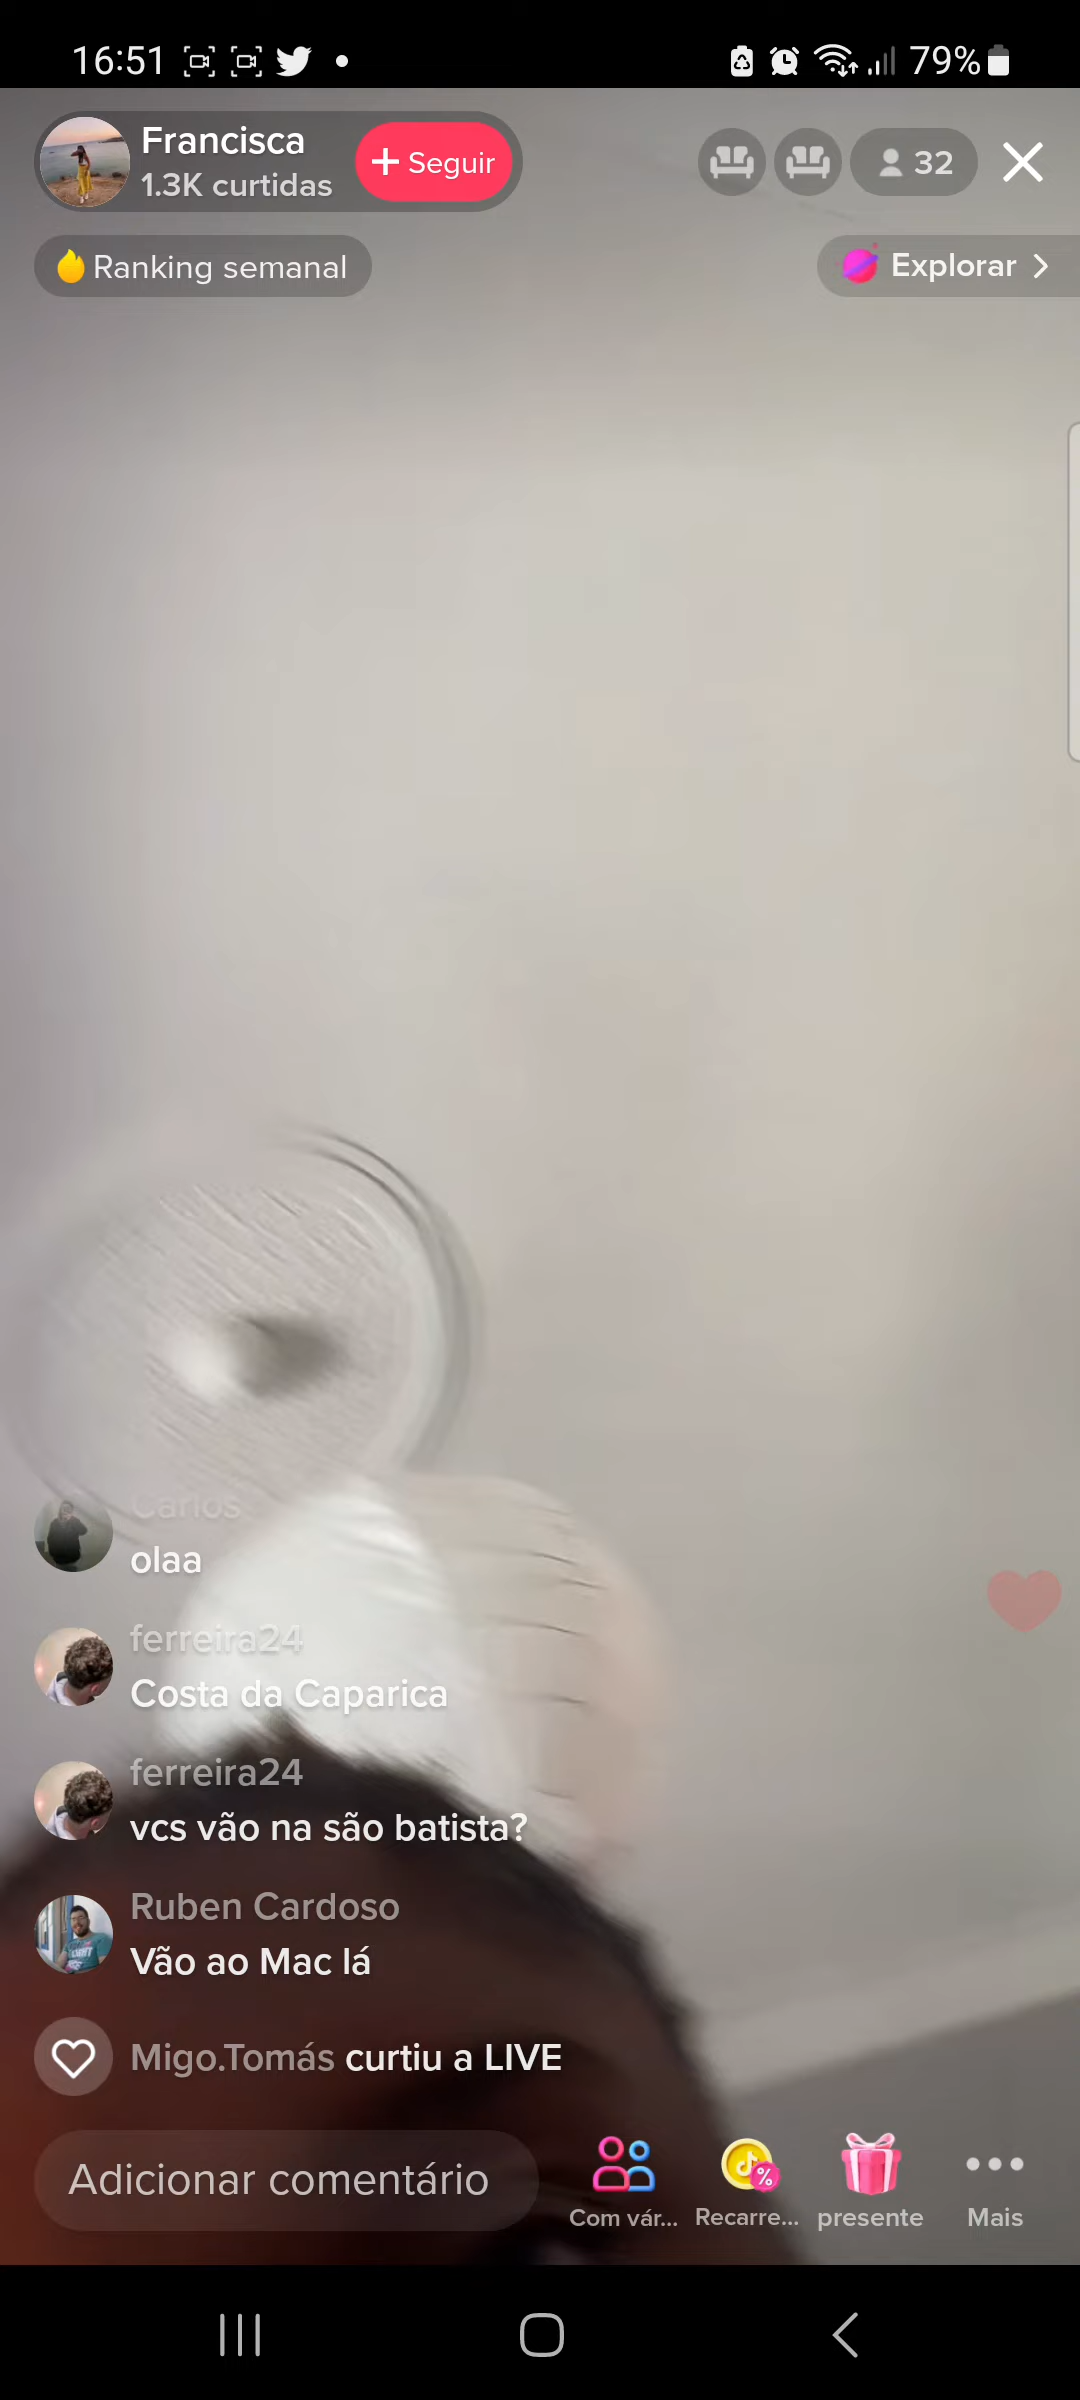 16:51
79%
Francisca
1.3K curtidas
+ Seguir
32
Ranking semanal
Explorar
Carlos
olaa
ferreira24
Costa da Caparica
ferreira24
vcs vão na são batista?
Ruben Cardoso
Vão ao Mac lá
Migo.Tomás curtiu a LIVE
Adicionar comentário
Com vár...
Recarre...
presente
Mais